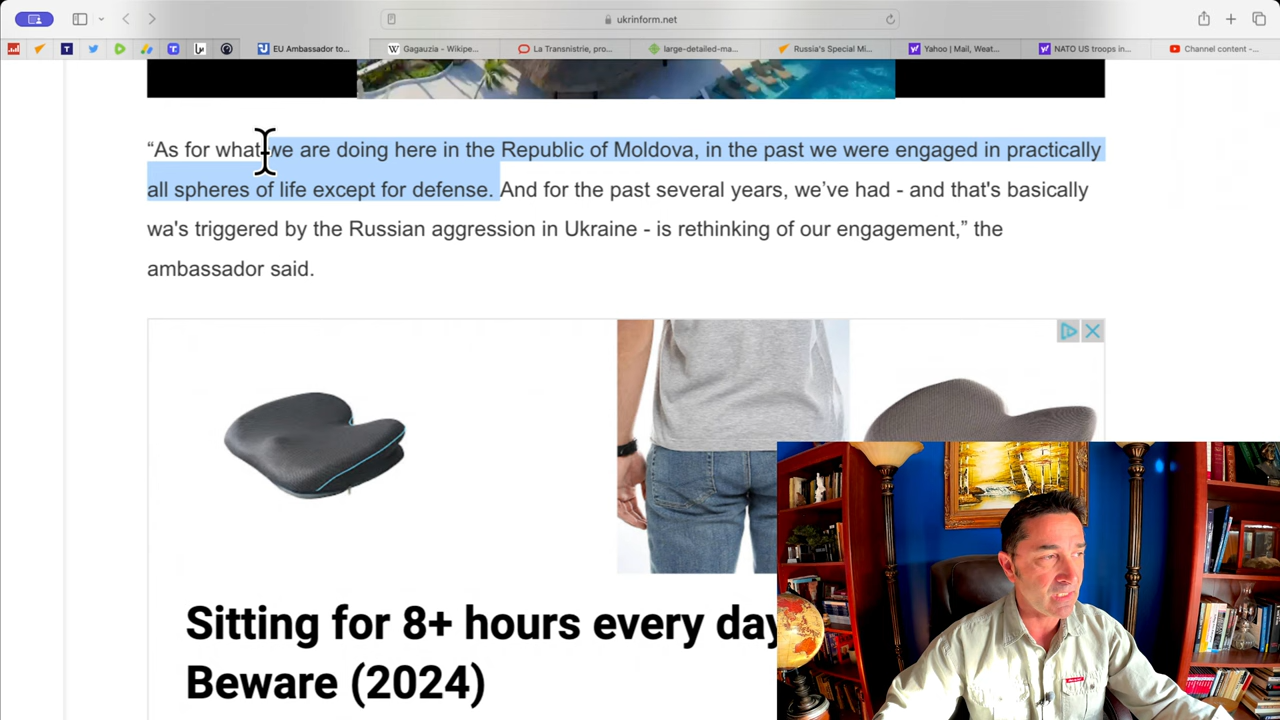 ukrinform.net
EU Ambassador to...
Gagauzia - Wikipe...
La Transnistrie, pro...
large-detailed-ma...
Russia's Special Mi...
Yahoo | Mail, Weat...
NATO US troops in...
Channel content -...
“As for what we are doing here in the Republic of Moldova, in the past we were engaged in practically
all spheres of life except for defense. And for the past several years, we’ve had - and that's basically
wa's triggered by the Russian aggression in Ukraine - is rethinking of our engagement,” the
ambassador said.
Sitting for 8+ hours every day
Beware (2024)